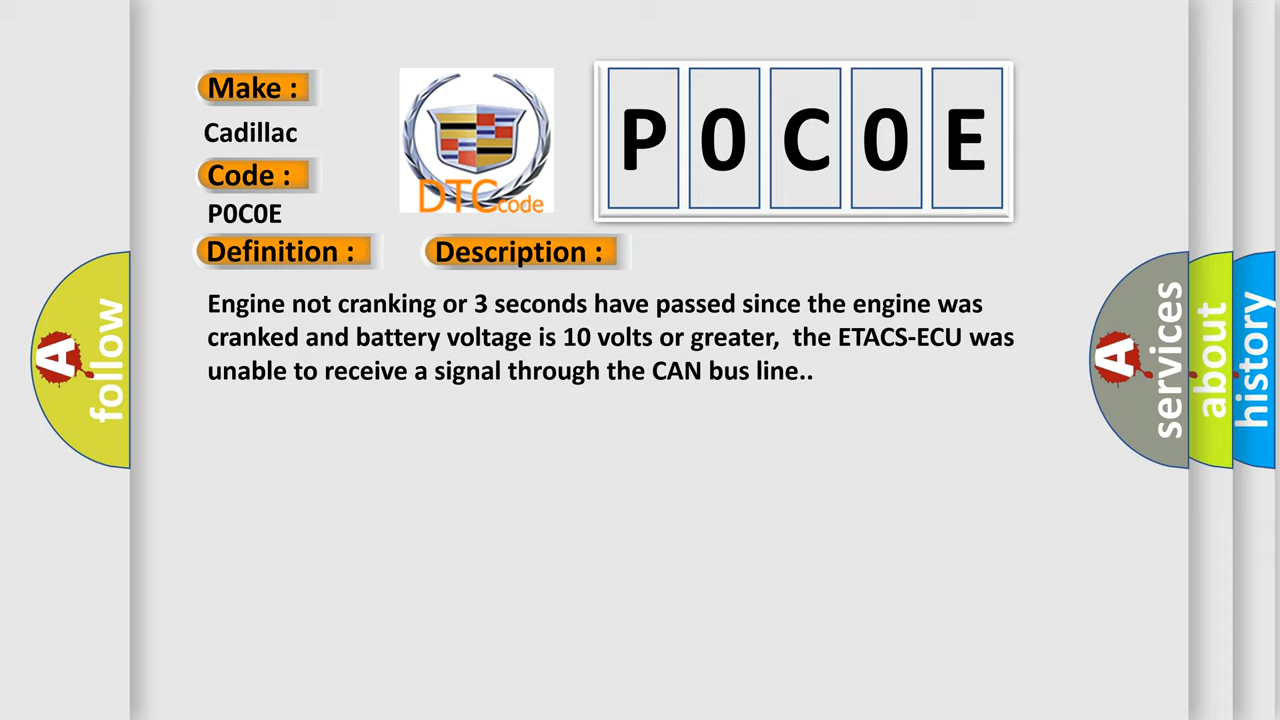 Make :
Cadillac
Code :
P0C0E
Definition :
Description :
DTCcode
P0C0E
Engine not cranking or 3 seconds have passed since the engine was
cranked and battery voltage is 10 volts or greater,  the ETACS-ECU was
unable to receive a signal through the CAN bus line..
A follow
A services
about
history